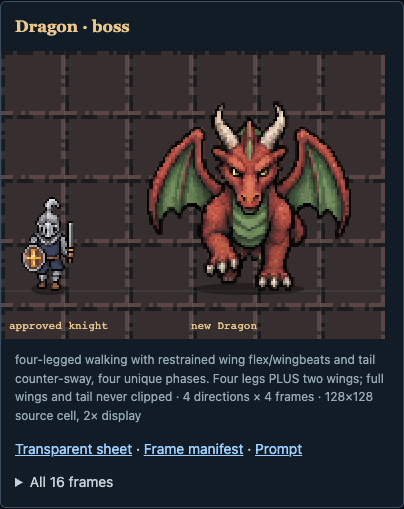 Dragon · boss
approved knight
new Dragon
four-legged walking with restrained wing flex/wingbeats and tail
counter-sway, four unique phases. Four legs PLUS two wings; full
wings and tail never clipped · 4 directions × 4 frames · 128×128
source cell, 2× display
Transparent sheet · Frame manifest · Prompt
▶ All 16 frames